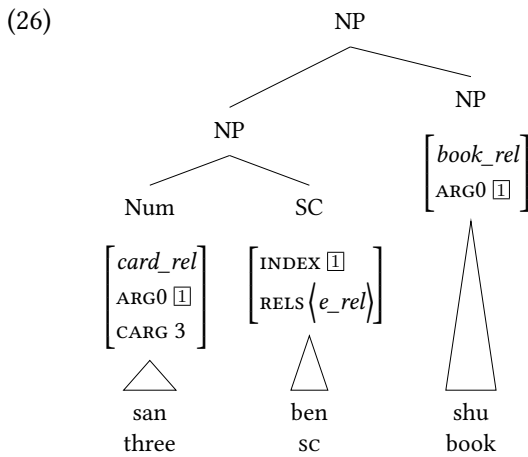 (26)
NP
NP
NP
Num
SC
book_rel
ARG0 1
card_rel
ARG0 1
CARG 3
INDEX 1
RELS ⟨e_rel⟩
san ben shu
three SC book